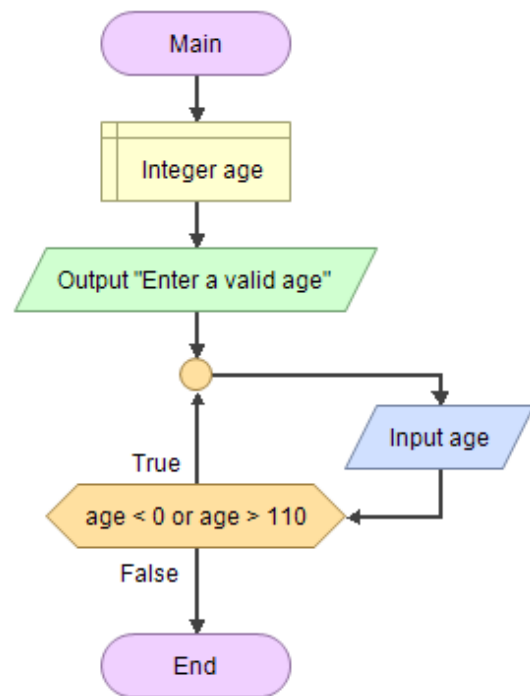 Main
Integer age
Output "Enter a valid age"
Input age
True
age < 0 or age > 110
False
End